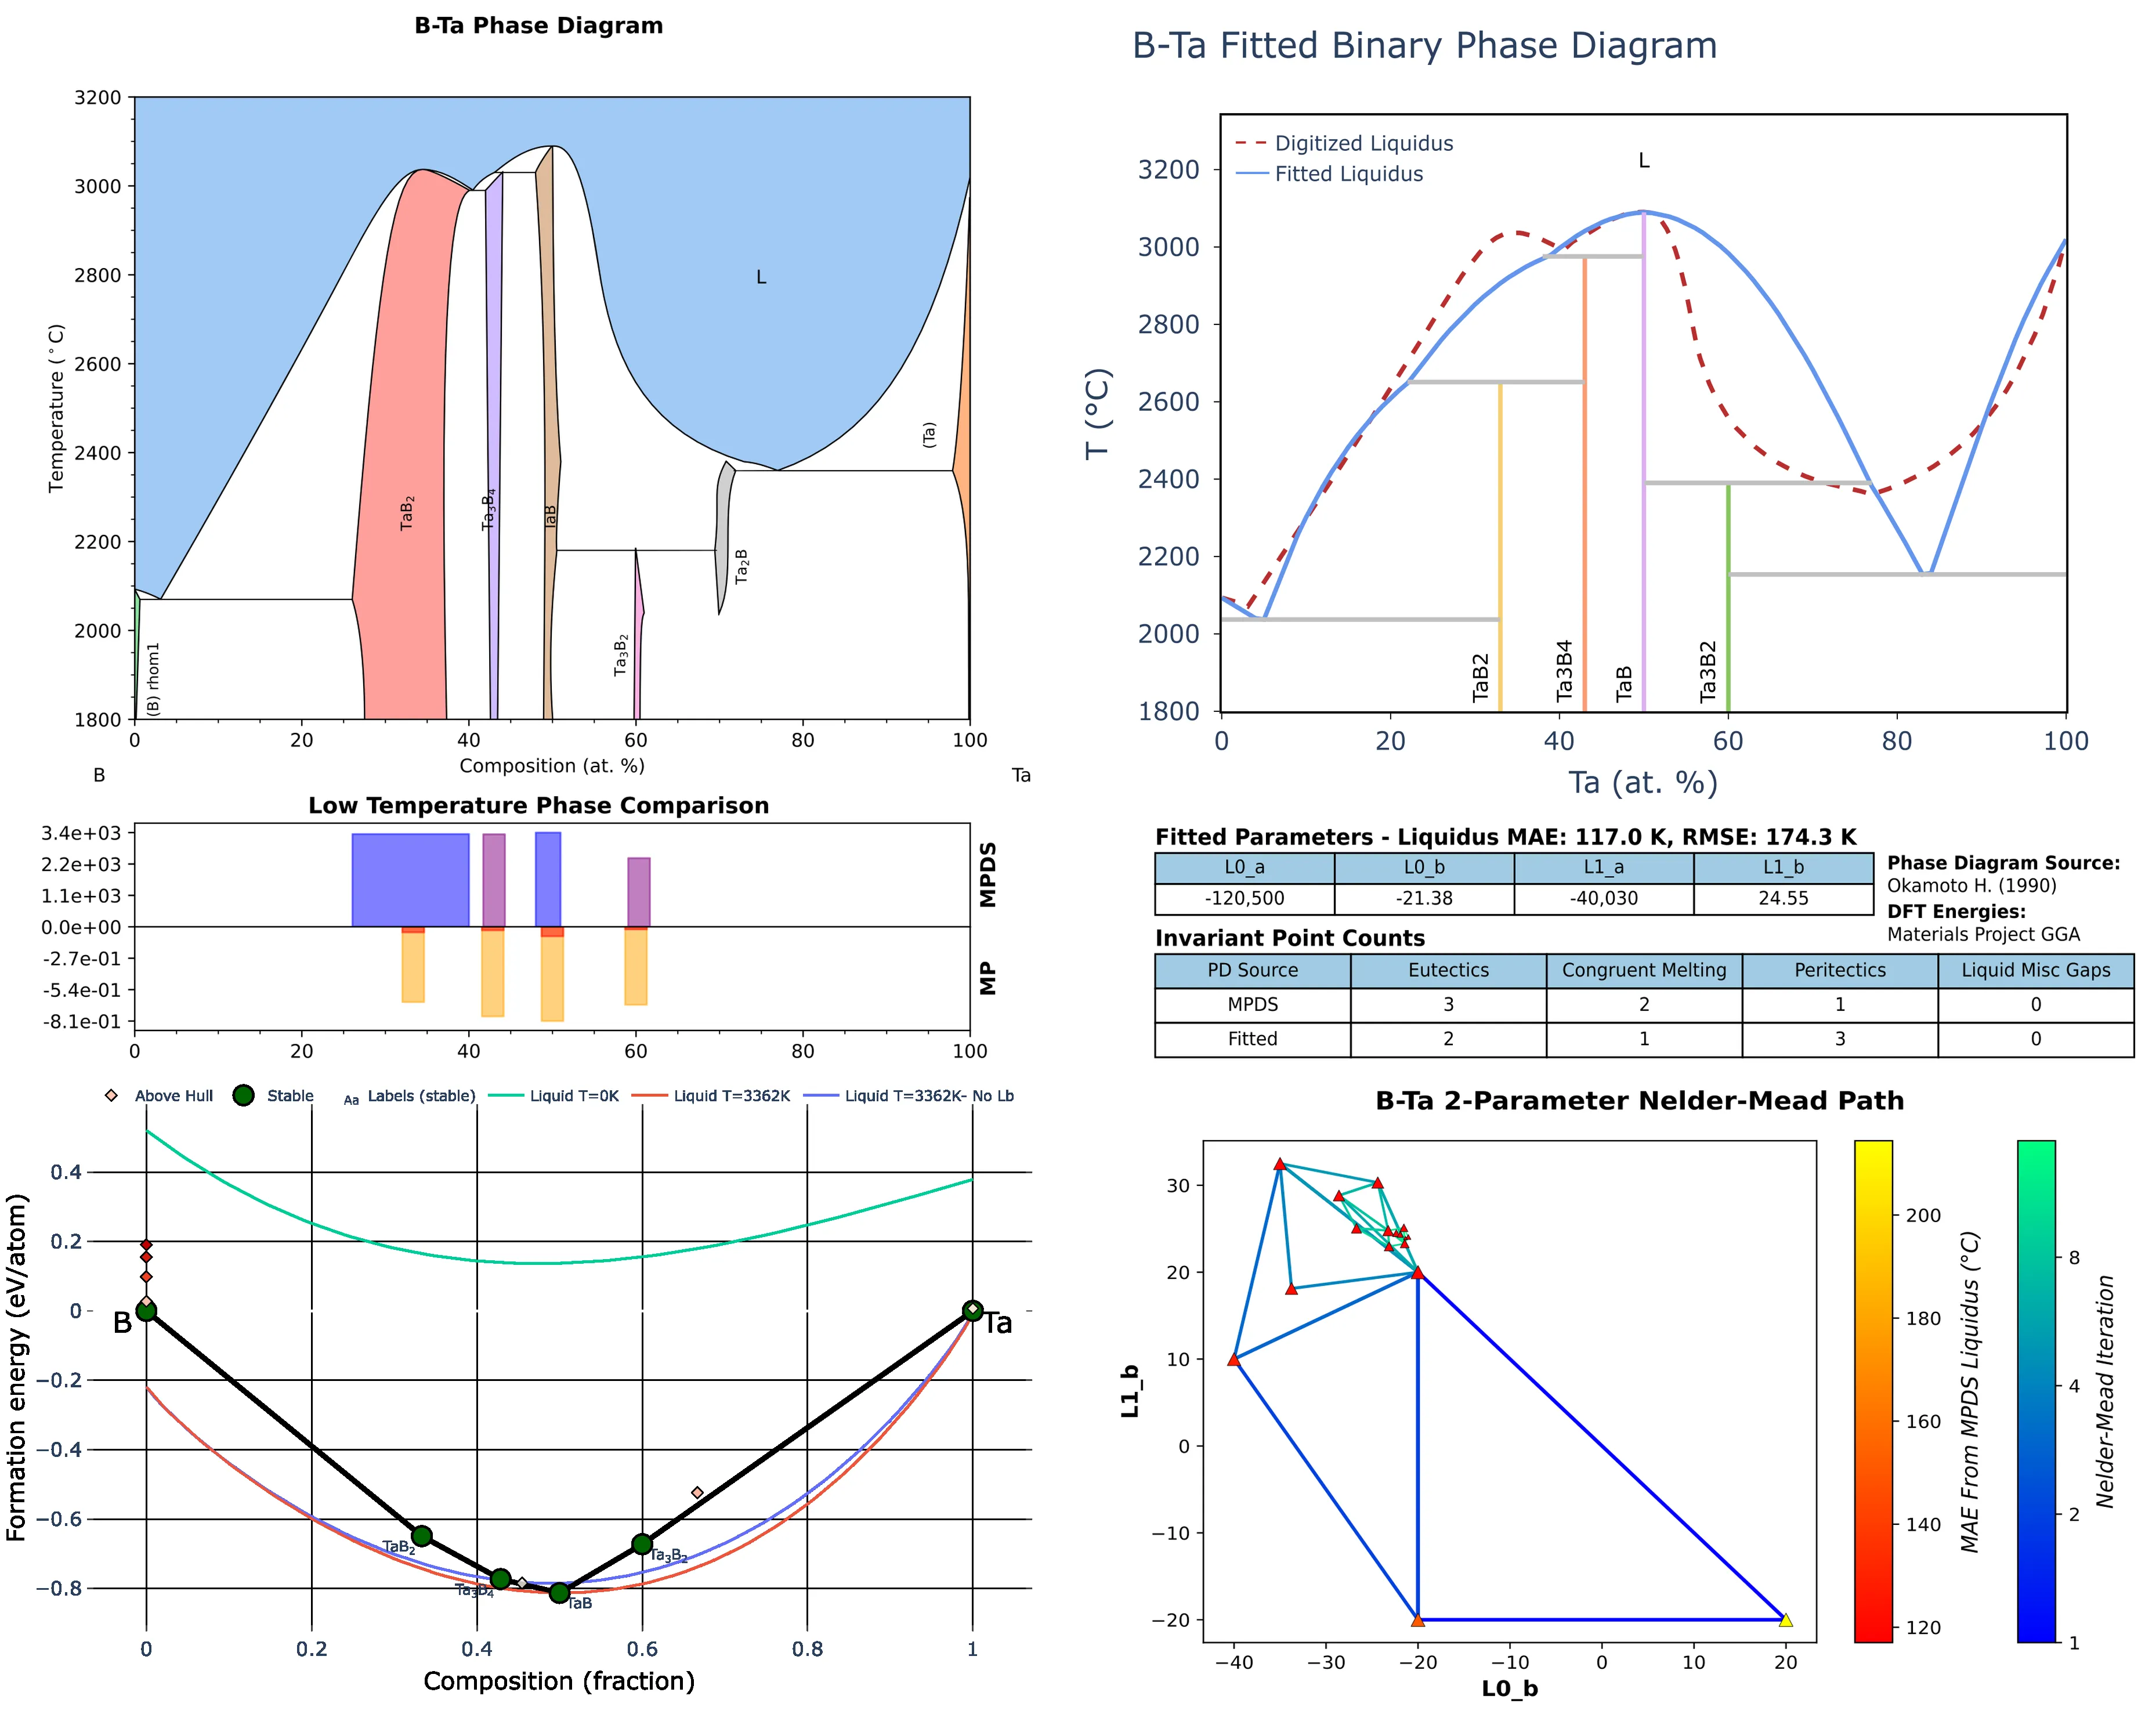 B-Ta Phase Diagram
3200
3000
2800
2600
2400
2200
2000
1800
Temperature (°C)
L
(Ta)
TaB₂
Ta₃B₄
TaB
Ta₂B
Ta₃B₂
(B) rhom1
0 20 40 60 80 100
Composition (at. %)
B Ta
B-Ta Fitted Binary Phase Diagram
Digitized Liquidus
Fitted Liquidus
L
3200
3000
2800
2600
2400
2200
2000
1800
T (°C)
TaB2
Ta3B4
TaB
Ta3B2
0 20 40 60 80 100
Ta (at. %)
Low Temperature Phase Comparison
3.4e+03
2.2e+03
1.1e+03
0.0e+00
-2.7e-01
-5.4e-01
-8.1e-01
MPDS
MP
0 20 40 60 80 100
Fitted Parameters - Liquidus MAE: 117.0 K, RMSE: 174.3 K
L0_a L0_b L1_a L1_b
-120,500 -21.38 -40,030 24.55
Phase Diagram Source:
Okamoto H. (1990)
DFT Energies:
Materials Project GGA
Invariant Point Counts
PD Source Eutectics Congruent Melting Peritectics Liquid Misc Gaps
MPDS 3 2 1 0
Fitted 2 1 3 0
Above Hull Stable Aa Labels (stable) Liquid T=0K Liquid T=3362K Liquid T=3362K- No Lb
0.4
0.2
0
−0.2
−0.4
−0.6
−0.8
Formation energy (eV/atom)
B
Ta
TaB₂
Ta₃B₄
TaB
Ta₃B₂
0 0.2 0.4 0.6 0.8 1
Composition (fraction)
B-Ta 2-Parameter Nelder-Mead Path
30
20
10
0
−10
−20
L1_b
−40 −30 −20 −10 0 10 20
L0_b
200
180
160
140
120
MAE From MPDS Liquidus (°C)
8
4
2
1
Nelder-Mead Iteration